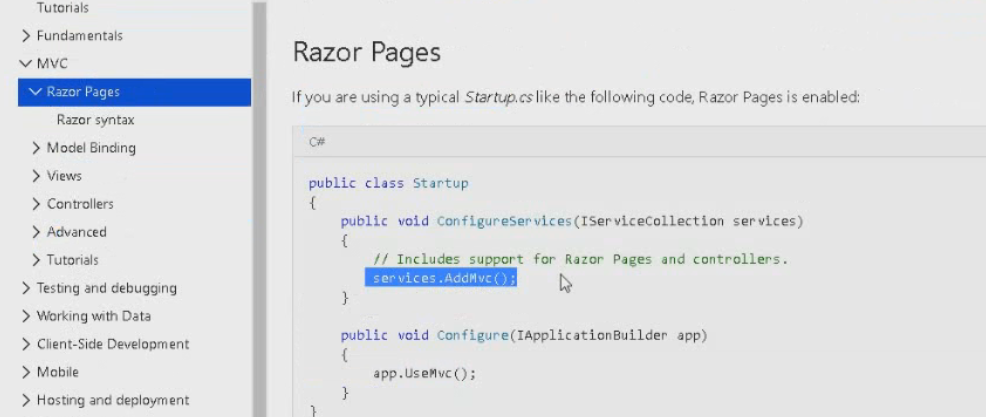 Tutorials
Fundamentals
MVC
Razor Pages
Razor syntax
Model Binding
Views
Controllers
Advanced
Tutorials
Testing and debugging
Working with Data
Client-Side Development
Mobile
Hosting and deployment
Razor Pages
If you are using a typical Startup.cs like the following code, Razor Pages is enabled:
C#
public class Startup
{
public void ConfigureServices(IServiceCollection services)
{
// Includes support for Razor Pages and controllers.
services.AddMvc();
}
public void Configure(IApplicationBuilder app)
{
app.UseMvc();
}
}